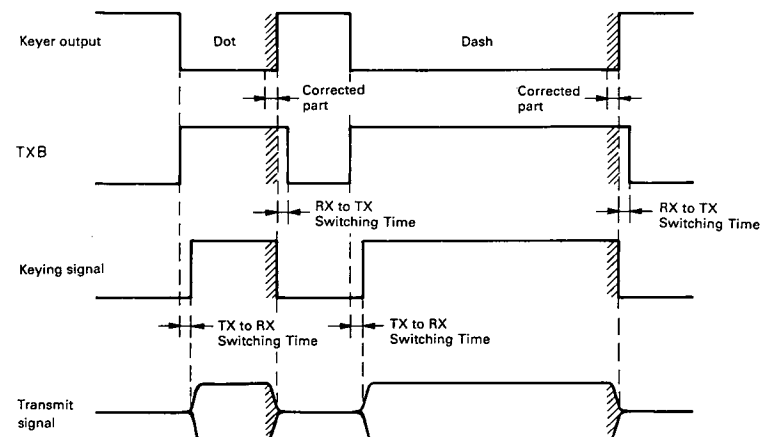 Keyer output
Dot
Dash
Corrected
part
Corrected
part
TXB
RX to TX
Switching Time
RX to TX
Switching Time
Keying signal
TX to RX
Switching Time
TX to RX
Switching Time
Transmit
signal